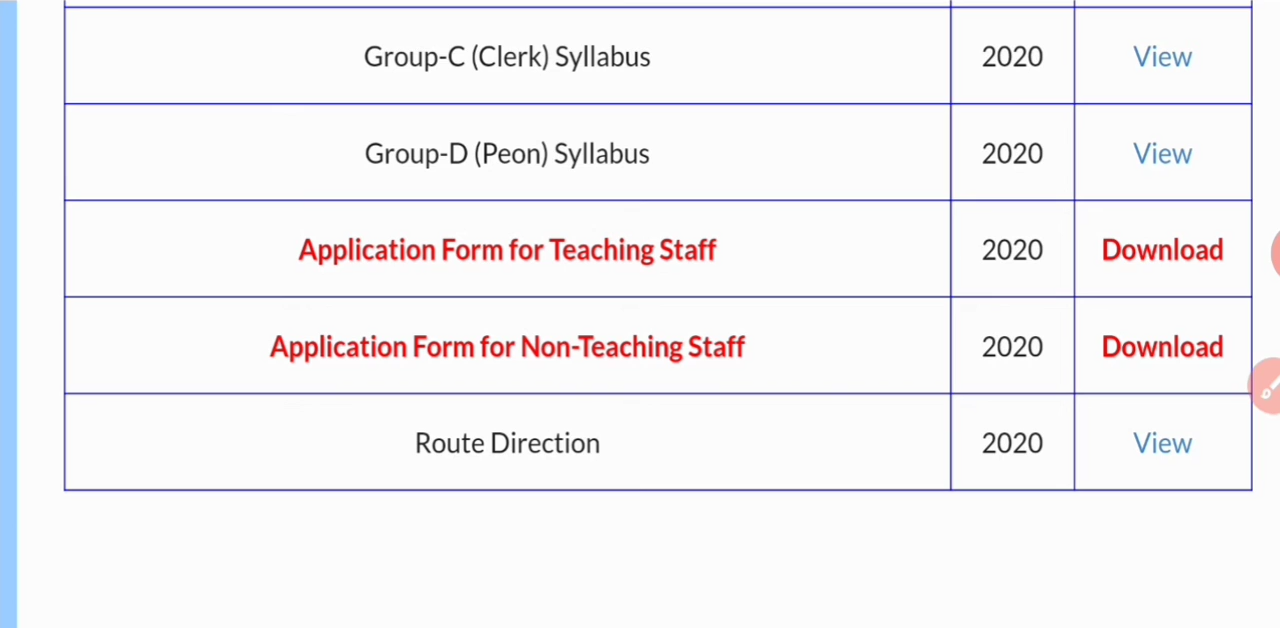 Group-C (Clerk) Syllabus 2020 View
Group-D (Peon) Syllabus 2020 View
Application Form for Teaching Staff 2020 Download
Application Form for Non-Teaching Staff 2020 Download
Route Direction 2020 View